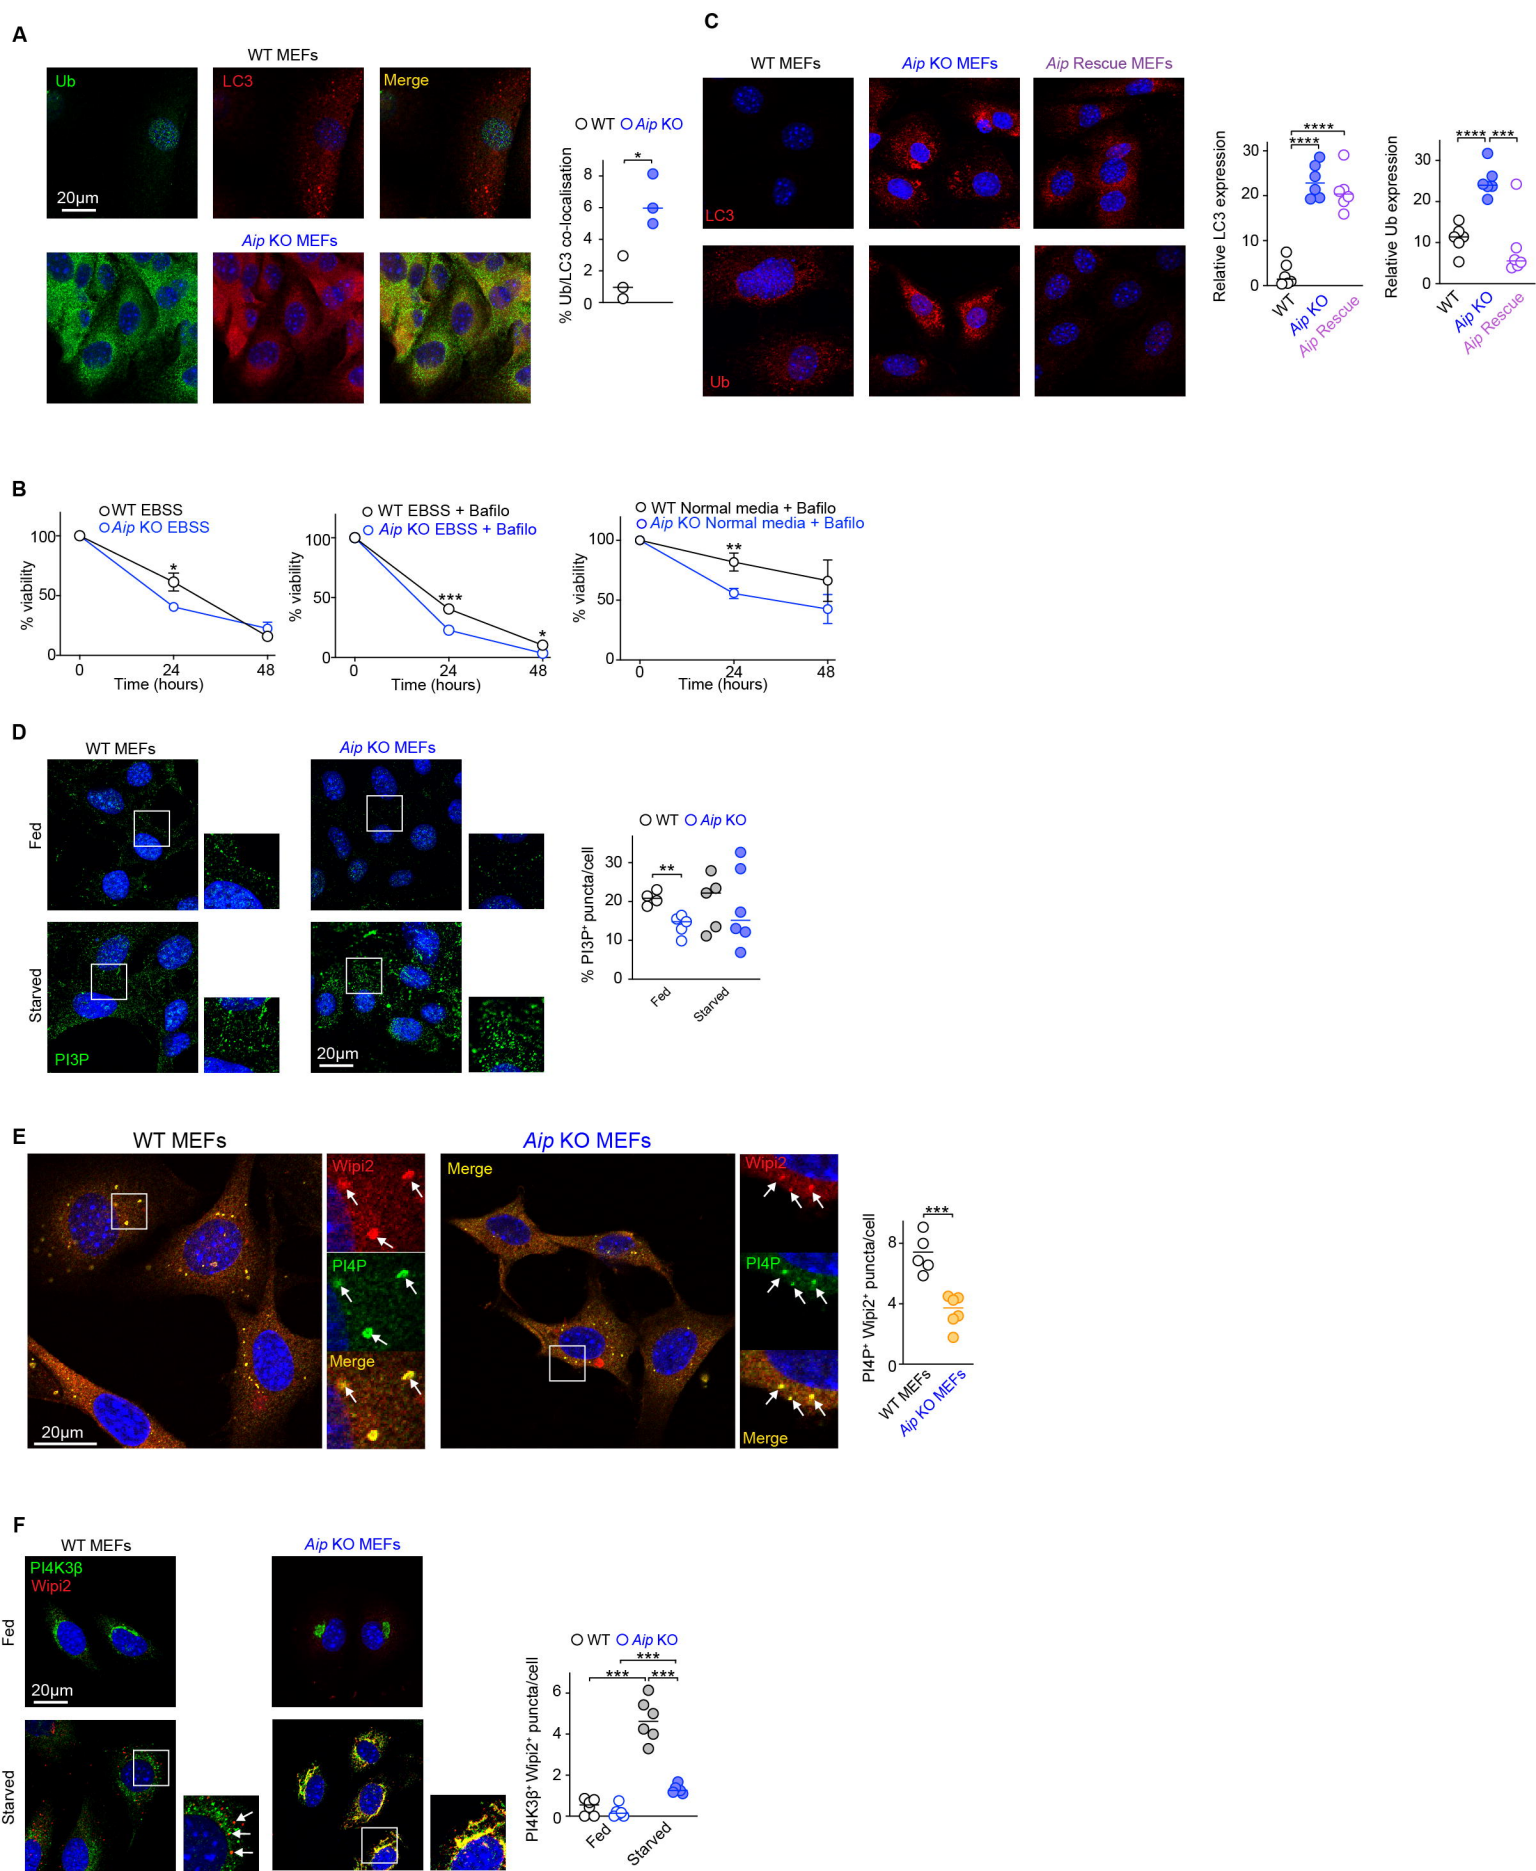 A
WT MEFs
Ub
LC3
Merge
20µm
Aip KO MEFs
WT Aip KO
*
% Ub/LC3 co-localisation
8
6
4
2
0
C
WT MEFs
Aip KO MEFs
Aip Rescue MEFs
LC3
Ub
Relative LC3 expression
****
****
30
20
10
0
WT
Aip KO
Aip Rescue
Relative Ub expression
**** ***
30
20
10
0
WT
Aip KO
Aip Rescue
B
WT EBSS
Aip KO EBSS
% viability
100
50
0
*
0 24 48
Time (hours)
WT EBSS + Bafilo
Aip KO EBSS + Bafilo
% viability
100
50
0
***
*
0 24 48
Time (hours)
WT Normal media + Bafilo
Aip KO Normal media + Bafilo
% viability
100
50
0
**
0 24 48
Time (hours)
D
WT MEFs
Aip KO MEFs
Fed
Starved
PI3P
20µm
WT Aip KO
**
% PI3P+ puncta/cell
30
20
10
0
Fed
Starved
E
WT MEFs
Aip KO MEFs
Wipi2
PI4P
Merge
20µm
Merge
Wipi2
PI4P
Merge
PI4P+ Wipi2+ puncta/cell
***
8
4
0
WT MEFs
Aip KO MEFs
F
WT MEFs
Aip KO MEFs
PI4K3β
Wipi2
Fed
20µm
Starved
WT Aip KO
***
*** ***
PI4K3β+ Wipi2+ puncta/cell
6
4
2
0
Fed
Starved